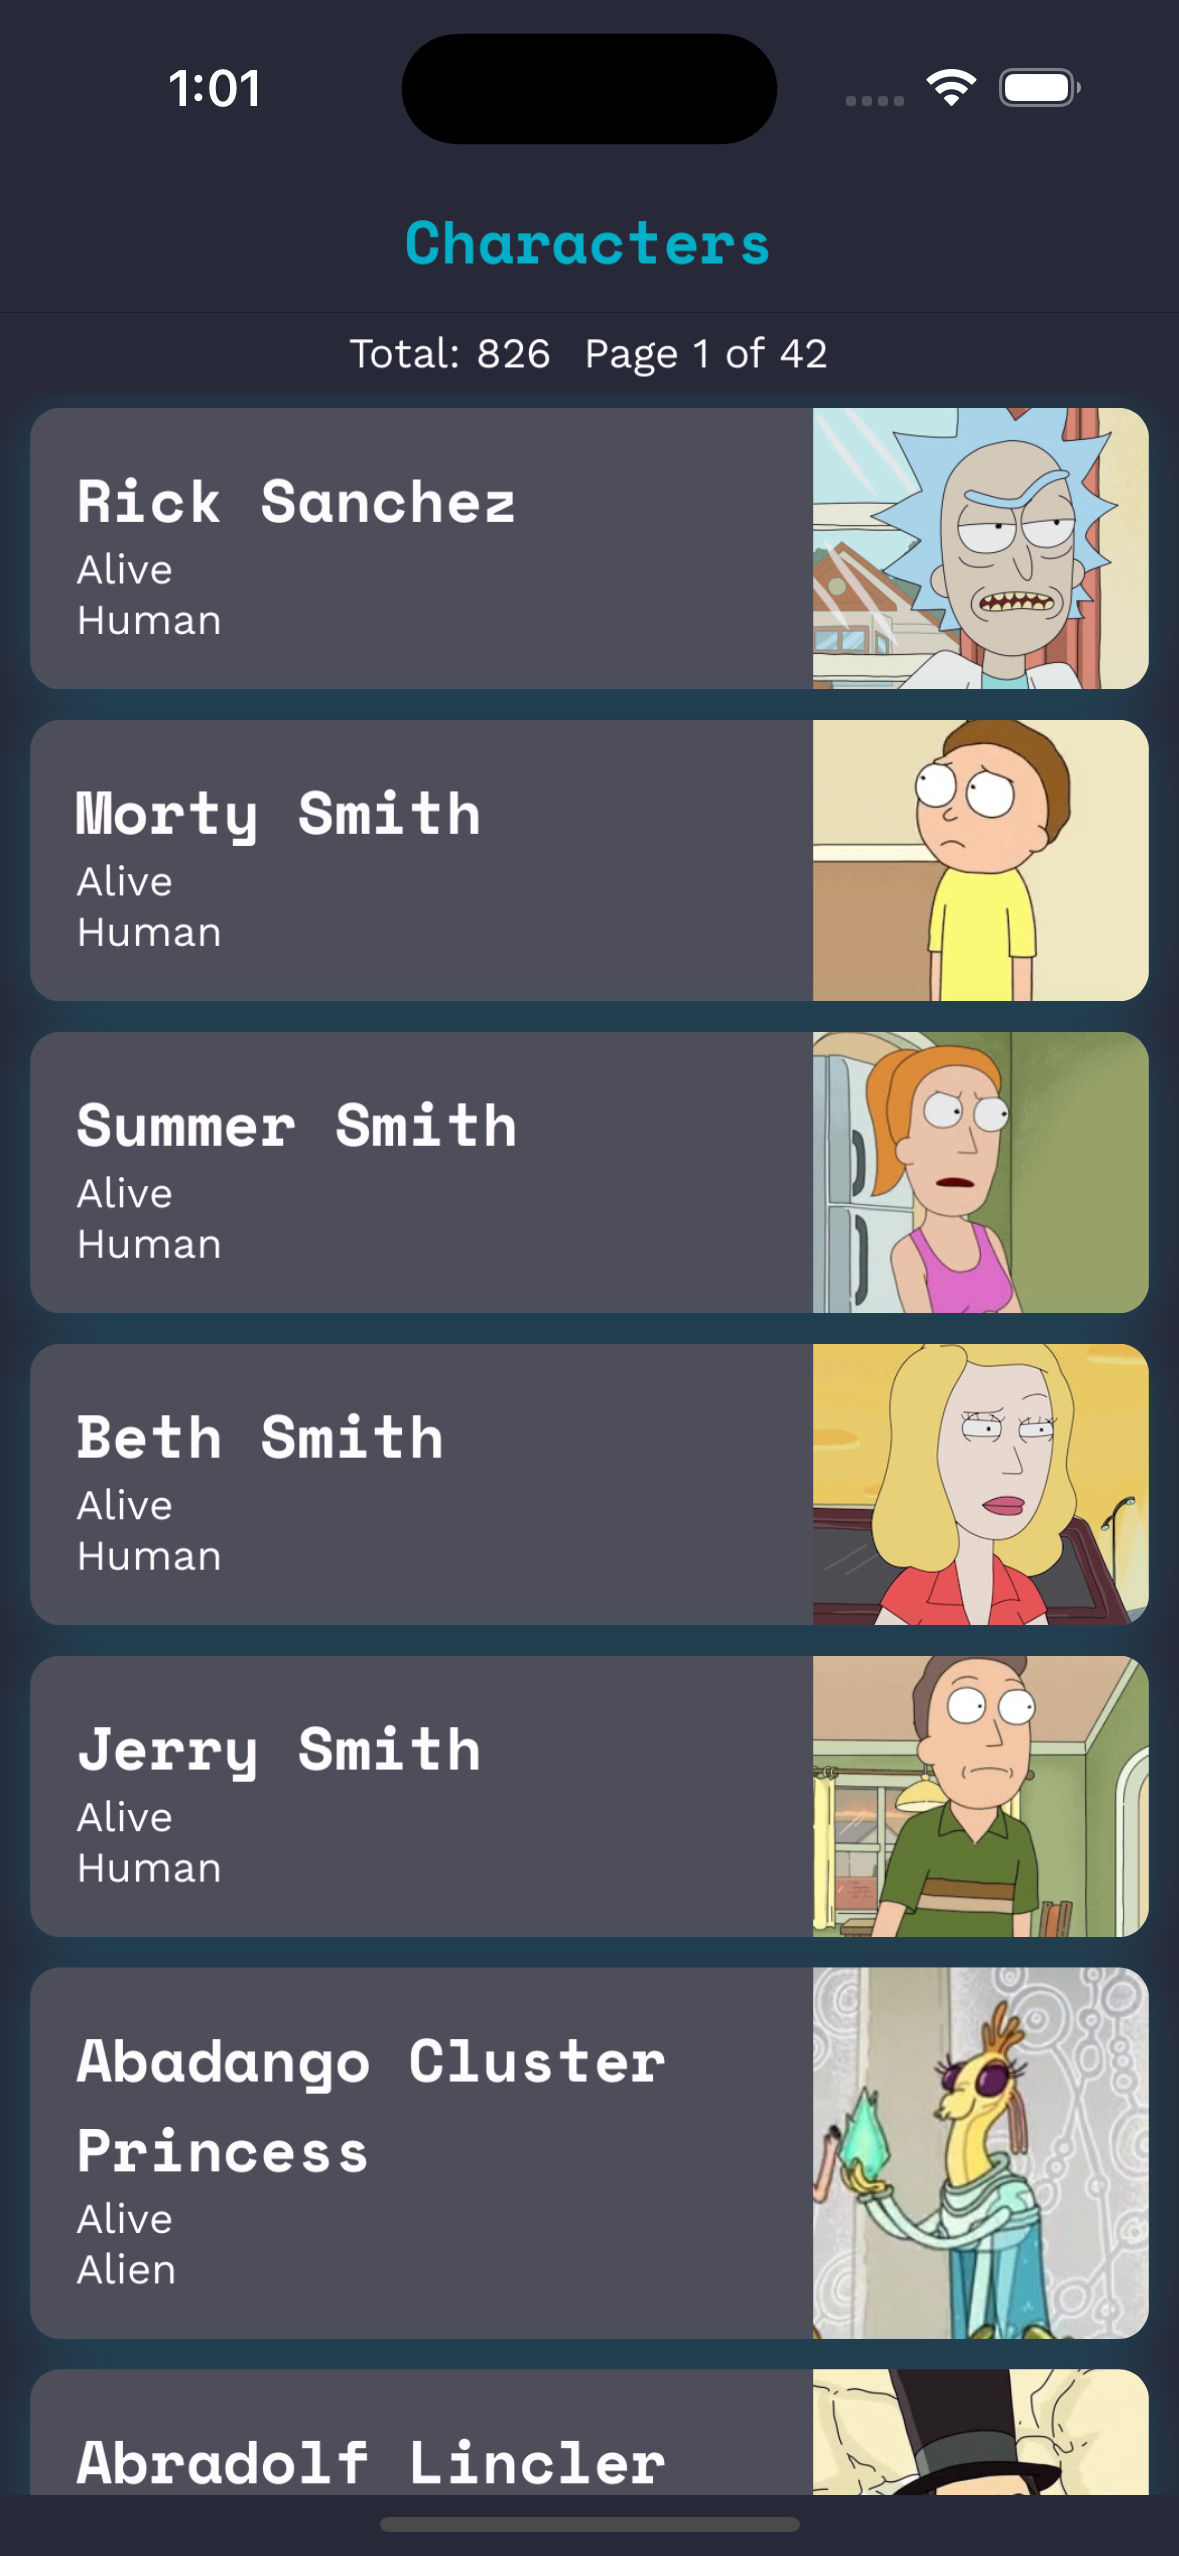 1:01
Characters
Total: 826 Page 1 of 42
Rick Sanchez
Alive
Human
Morty Smith
Alive
Human
Summer Smith
Alive
Human
Beth Smith
Alive
Human
Jerry Smith
Alive
Human
Abadango Cluster
Princess
Alive
Alien
Abradolf Lincler